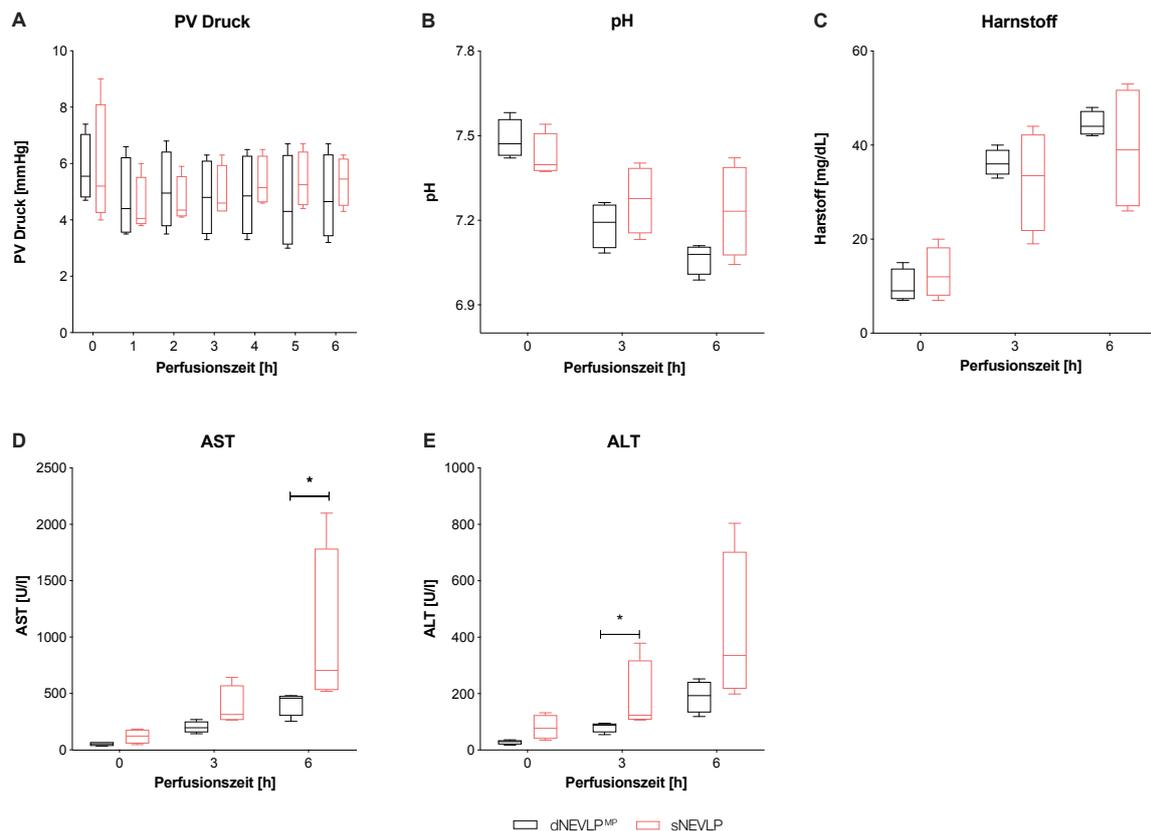 A PV Druck
PV Druck [mmHg]
10
8
6
4
2
0
0 1 2 3 4 5 6
Perfusionszeit [h]
B pH
pH
7.8
7.5
7.2
6.9
0 3 6
Perfusionszeit [h]
C Harnstoff
Harstoff [mg/dL]
60
40
20
0
0 3 6
Perfusionszeit [h]
D AST
AST [U/l]
2500
2000
1500
1000
500
0
*
0 3 6
Perfusionszeit [h]
E ALT
ALT [U/l]
1000
800
600
400
200
0
*
0 3 6
Perfusionszeit [h]
dNEVLP^MP sNEVLP